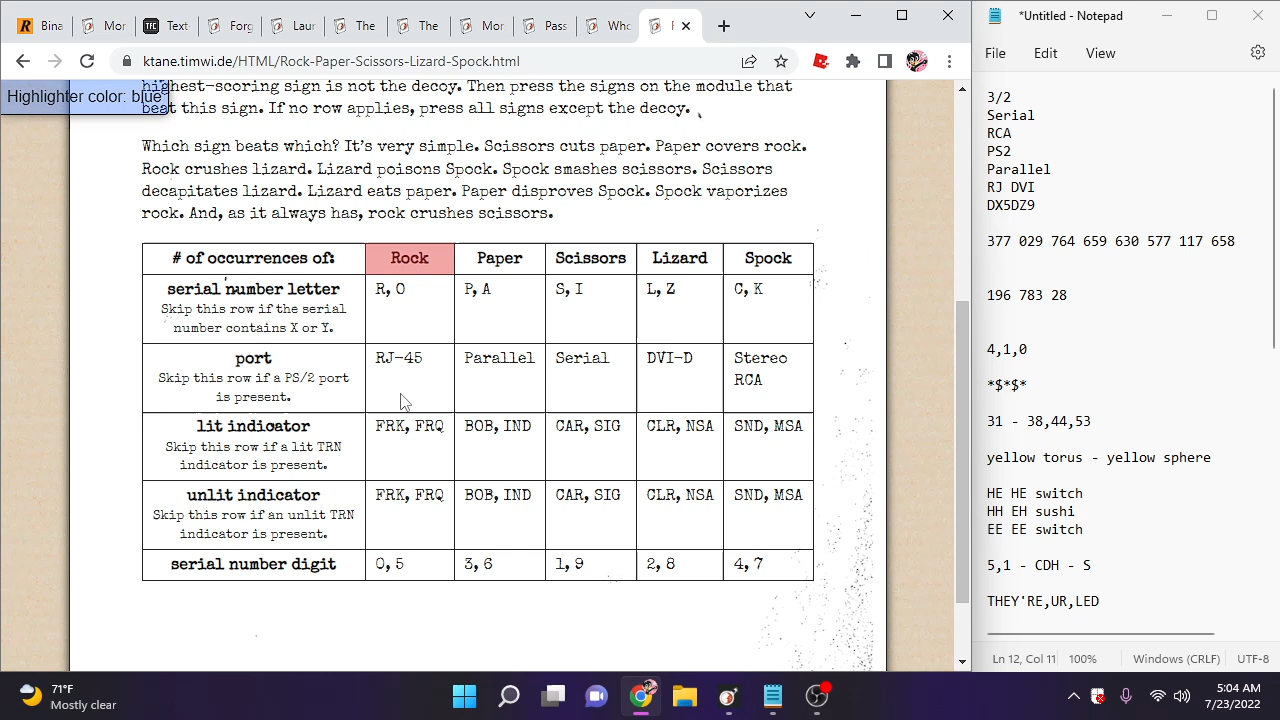 Bina
Mor
Text
Forg
Cur
The
The
Mor
Be
Who
ktane.timwi.de/HTML/Rock-Paper-Scissors-Lizard-Spock.html
Highlighter color: blue
highest-scoring sign is not the decoy. Then press the signs on the module that
beat this sign. If no row applies, press all signs except the decoy.
Which sign beats which? It's very simple. Scissors cuts paper. Paper covers rock.
Rock crushes lizard. Lizard poisons Spock. Spock smashes scissors. Scissors
decapitates lizard. Lizard eats paper. Paper disproves Spock. Spock vaporizes
rock. And, as it always has, rock crushes scissors.
# of occurrences of: Rock Paper Scissors Lizard Spock
serial number letter R, O P, A S, I L, Z C, K
Skip this row if the serial
number contains X or Y.
port RJ-45 Parallel Serial DVI-D Stereo
RCA
Skip this row if a PS/2 port
is present.
lit indicator FRK, FRQ BOB, IND CAR, SIG CLR, NSA SND, MSA
Skip this row if a lit TRN
indicator is present.
unlit indicator FRK, FRQ BOB, IND CAR, SIG CLR, NSA SND, MSA
Skip this row if an unlit TRN
indicator is present.
serial number digit 0, 5 3, 6 1, 9 2, 8 4, 7
*Untitled - Notepad
File Edit View
3/2
Serial
RCA
PS2
Parallel
RJ DVI
DX5DZ9
377 029 764 659 630 577 117 658
196 783 28
4,1,0
*$*$*
31 - 38,44,53
yellow torus - yellow sphere
HE HE switch
HH EH sushi
EE EE switch
5,1 - CDH - S
THEY'RE,UR,LED
Ln 12, Col 11 100% Windows (CRLF) UTF-8
71°F
Mostly clear
5:04 AM
7/23/2022